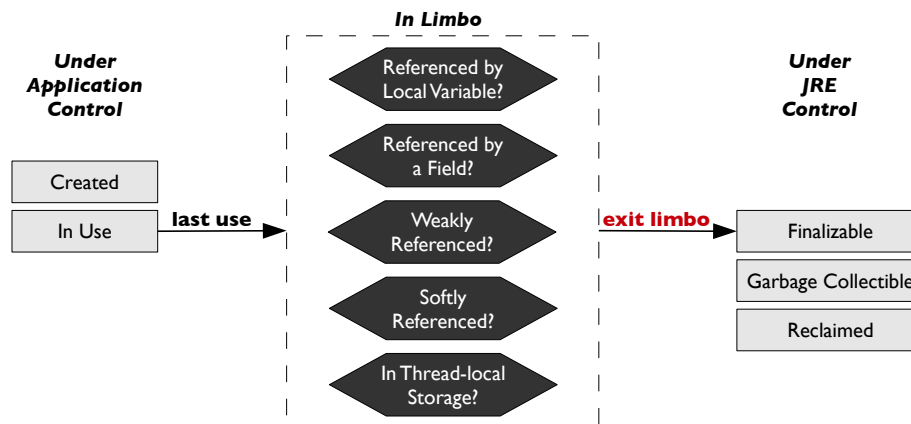 In Limbo
Under
Application
Control
Under
JRE
Control
Referenced by
Local Variable?
Referenced by
a Field?
Created
In Use
last use
Weakly
Referenced?
exit limbo
Finalizable
Garbage Collectible
Reclaimed
Softly
Referenced?
In Thread-local
Storage?